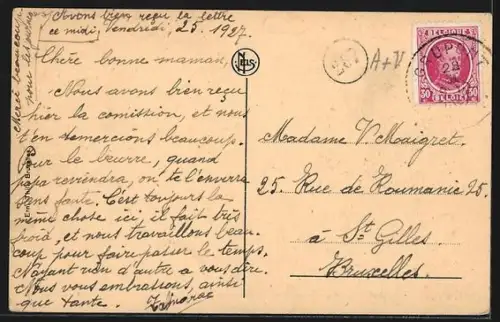 Avons bien reçu la lettre
ce midi, Vendredi, 25. 1927.
Chère bonne maman,
Nous avons bien reçu
hier la comission, et nous
t'en remercions beaucoup.
Pour le beurre, quand
papa reviendra, on te l'enverra
sans faute. C'est toujours la
même chose ici; il fait très
froid, et nous travaillons beau-
coup pour faire passer le temps.
N'ayant rien d'autre a vous dire.
Nous vous embrations, ainsi
que tante.
287
A+V
BELGIQUE
30 30
Madame V Maigret.
25. Rue de Roumanie 25.
à St Gilles.
Bruxelles.